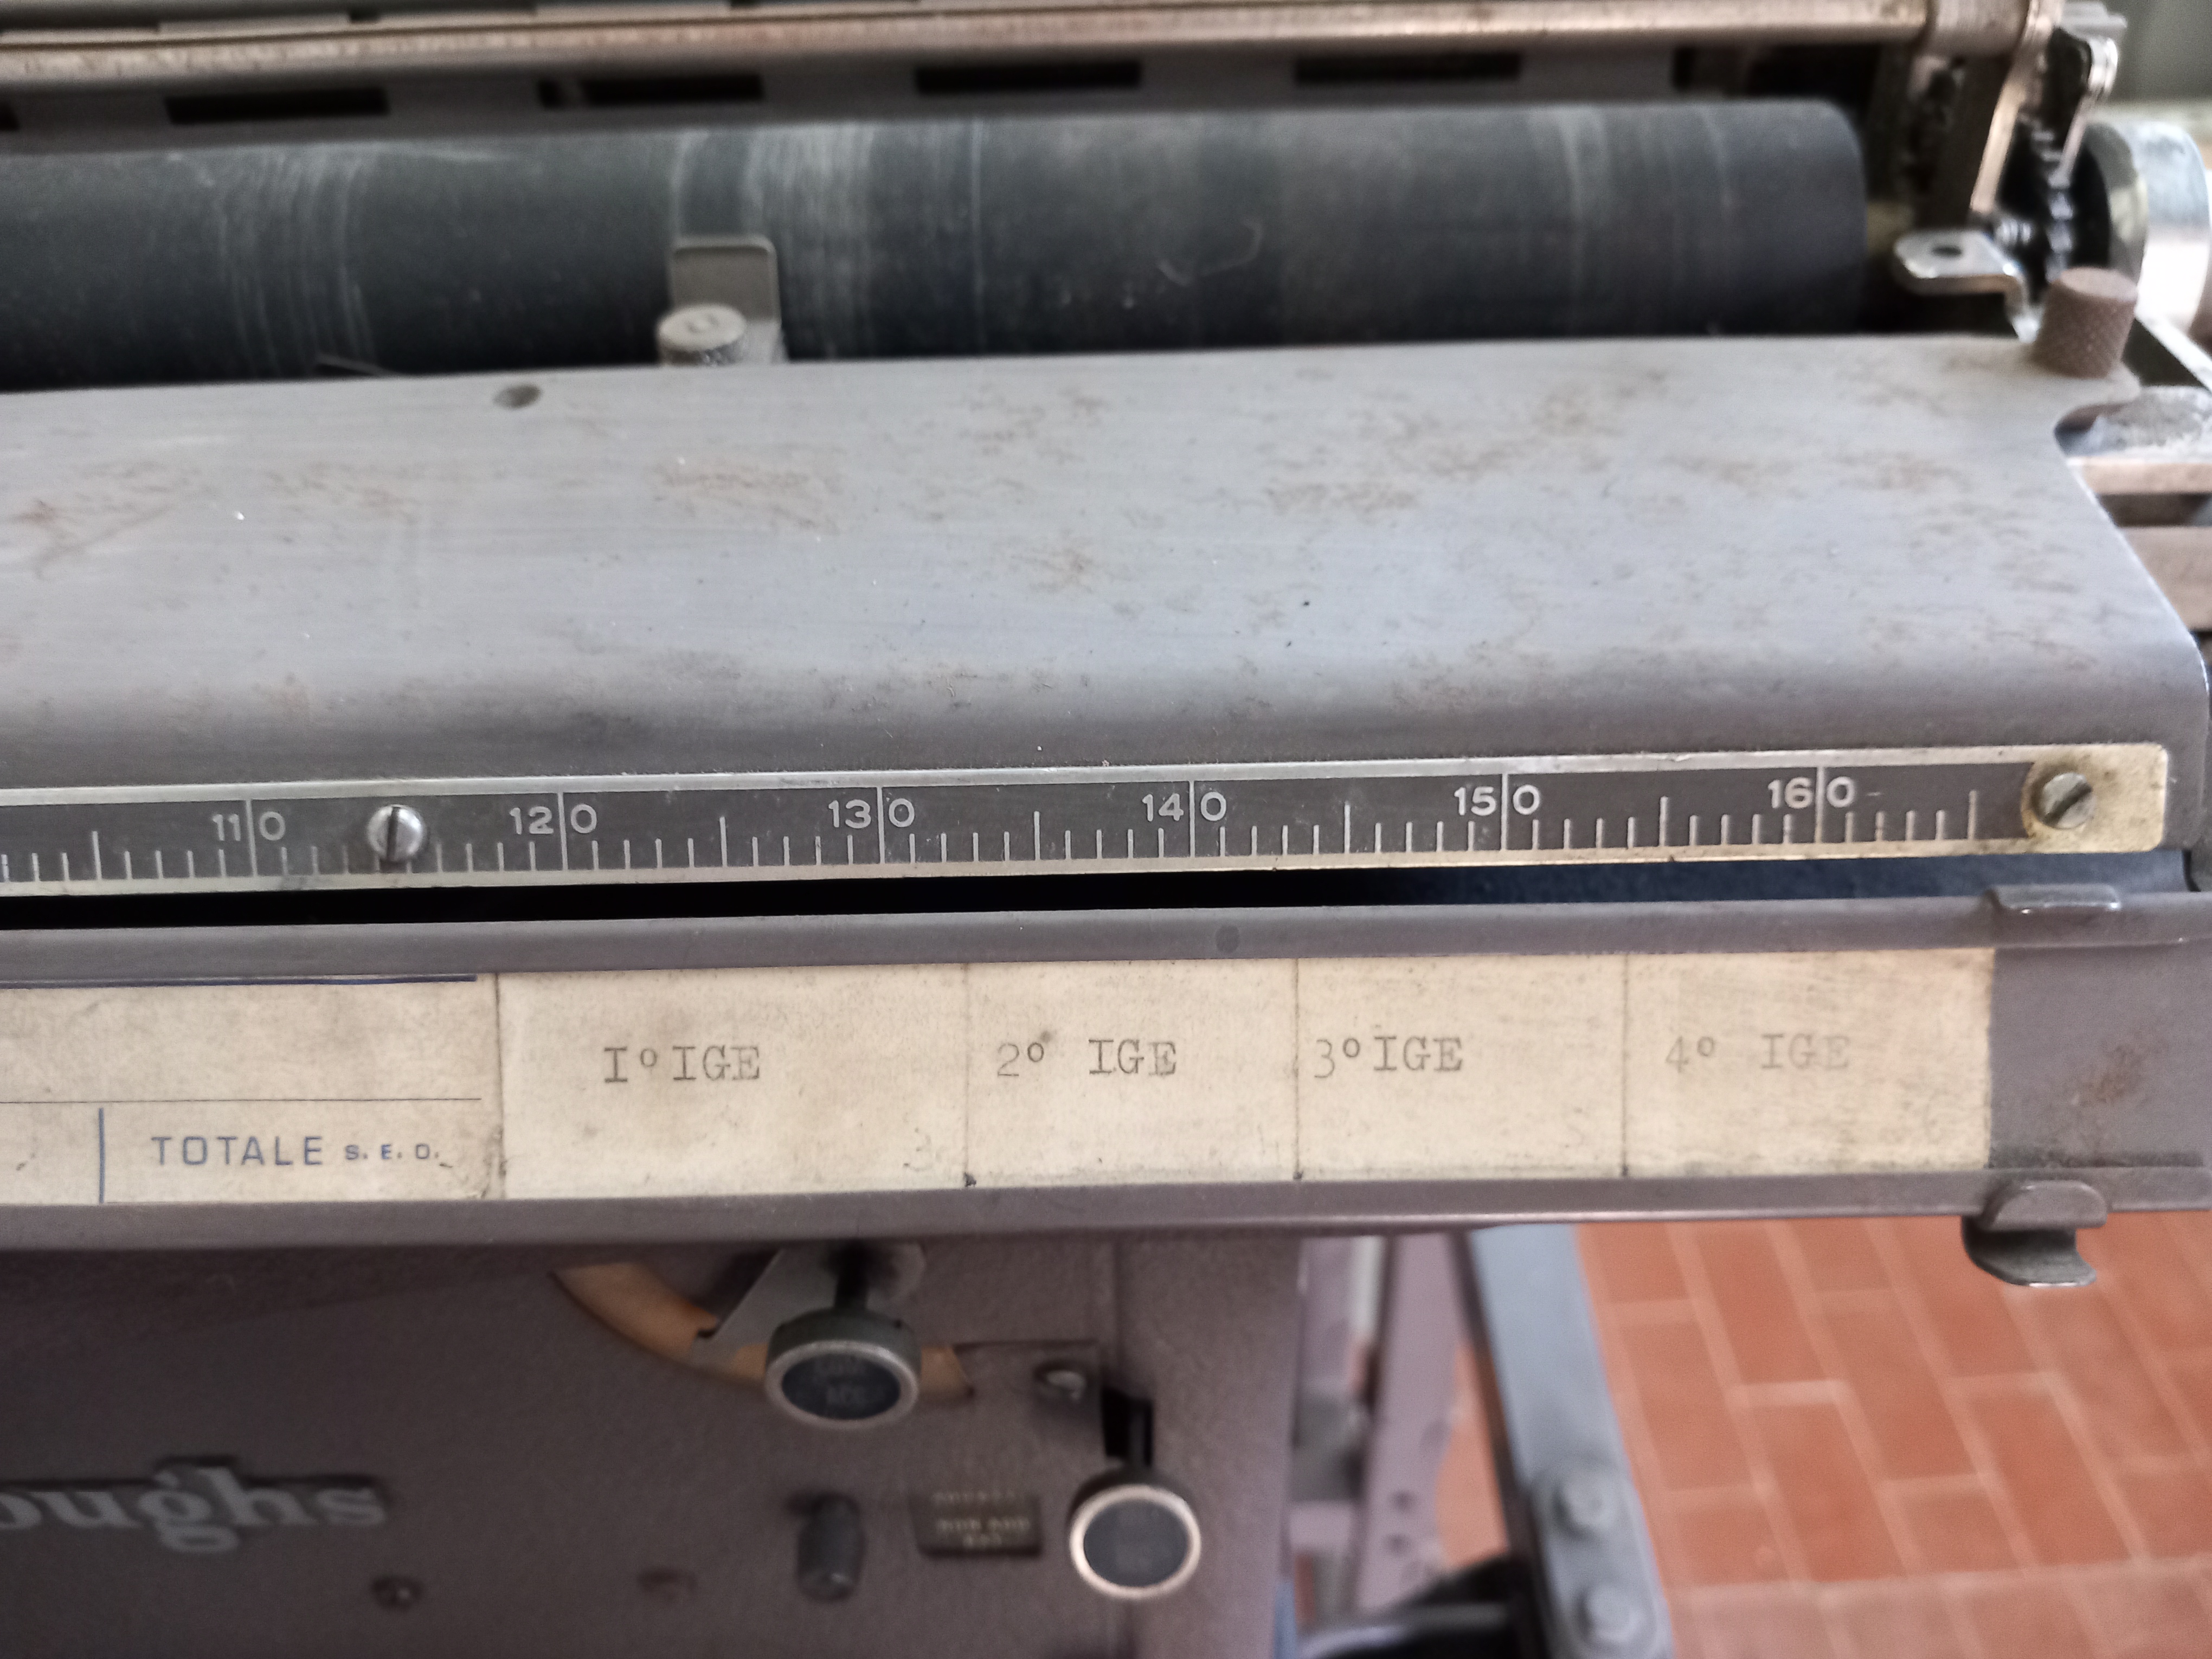 110 120 130 140 150 160
I° IGE 2° IGE 3° IGE 4° IGE
TOTALE S. E. O.
oughs